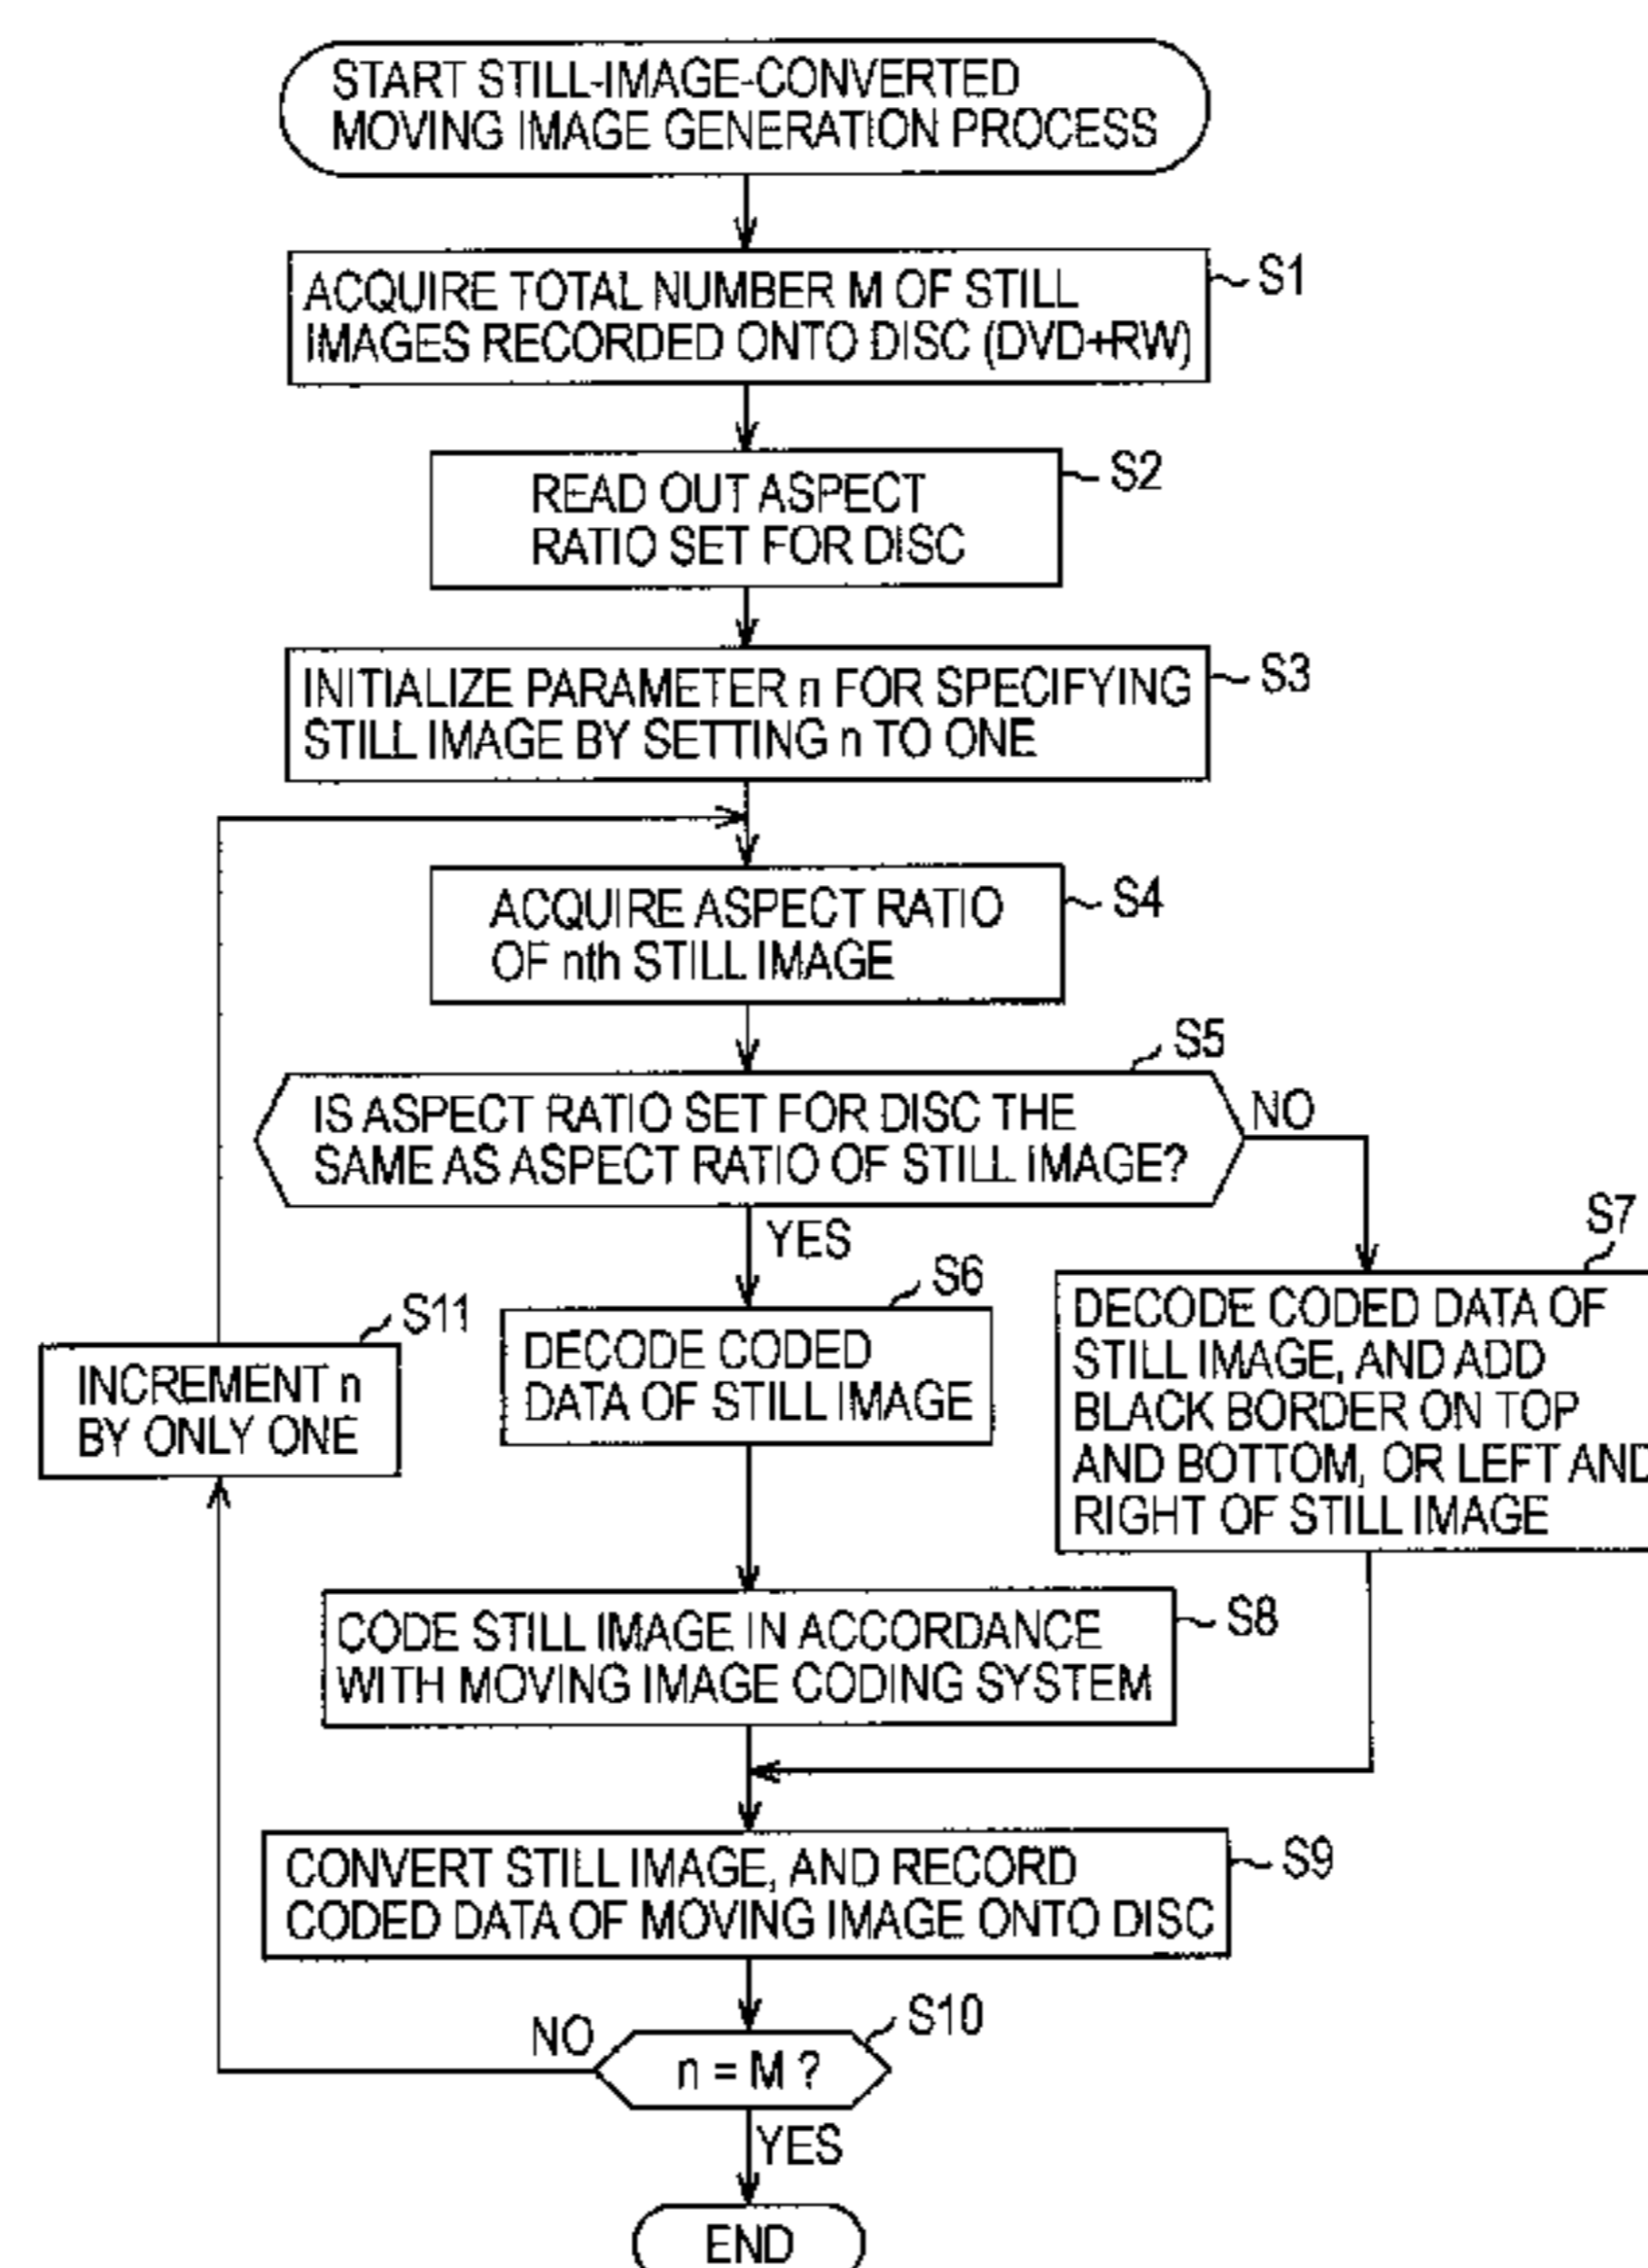 START STILL-IMAGE-CONVERTED
MOVING IMAGE GENERATION PROCESS
ACQUIRE TOTAL NUMBER M OF STILL
IMAGES RECORDED ONTO DISC (DVD+RW)
S1
READ OUT ASPECT
RATIO SET FOR DISC
S2
INITIALIZE PARAMETER n FOR SPECIFYING
STILL IMAGE BY SETTING n TO ONE
S3
ACQUIRE ASPECT RATIO
OF nth STILL IMAGE
S4
S5
IS ASPECT RATIO SET FOR DISC THE
SAME AS ASPECT RATIO OF STILL IMAGE?
NO
YES
S6
DECODE CODED
DATA OF STILL IMAGE
S7
DECODE CODED DATA OF
STILL IMAGE, AND ADD
BLACK BORDER ON TOP
AND BOTTOM, OR LEFT AND
RIGHT OF STILL IMAGE
S11
INCREMENT n
BY ONLY ONE
CODE STILL IMAGE IN ACCORDANCE
WITH MOVING IMAGE CODING SYSTEM
S8
CONVERT STILL IMAGE, AND RECORD
CODED DATA OF MOVING IMAGE ONTO DISC
S9
S10
NO
n = M ?
YES
END